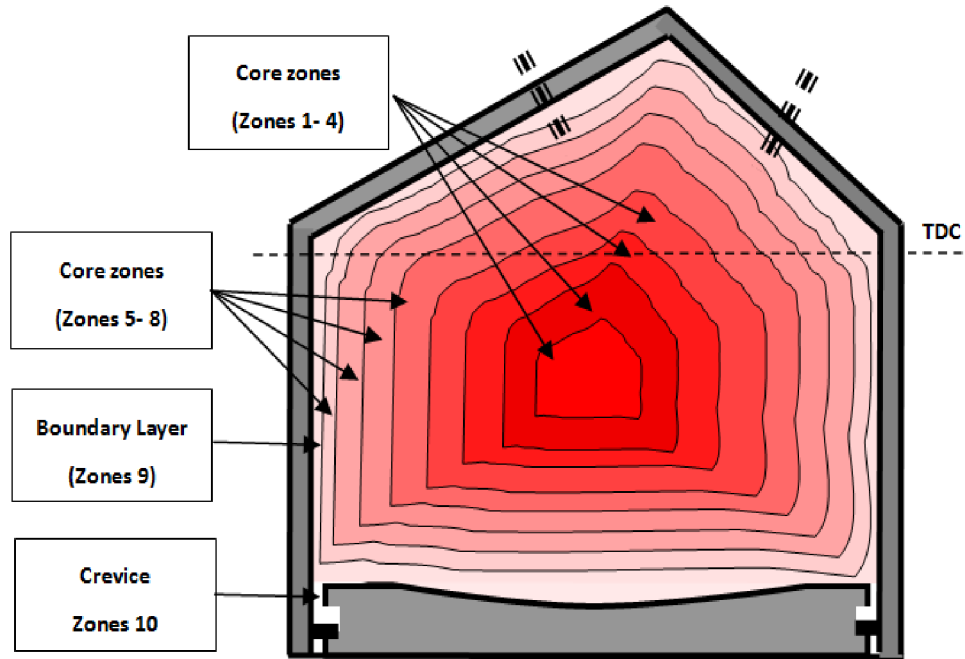 Core zones
(Zones 1- 4)
TDC
Core zones
(Zones 5- 8)
Boundary Layer
(Zones 9)
Crevice
Zones 10